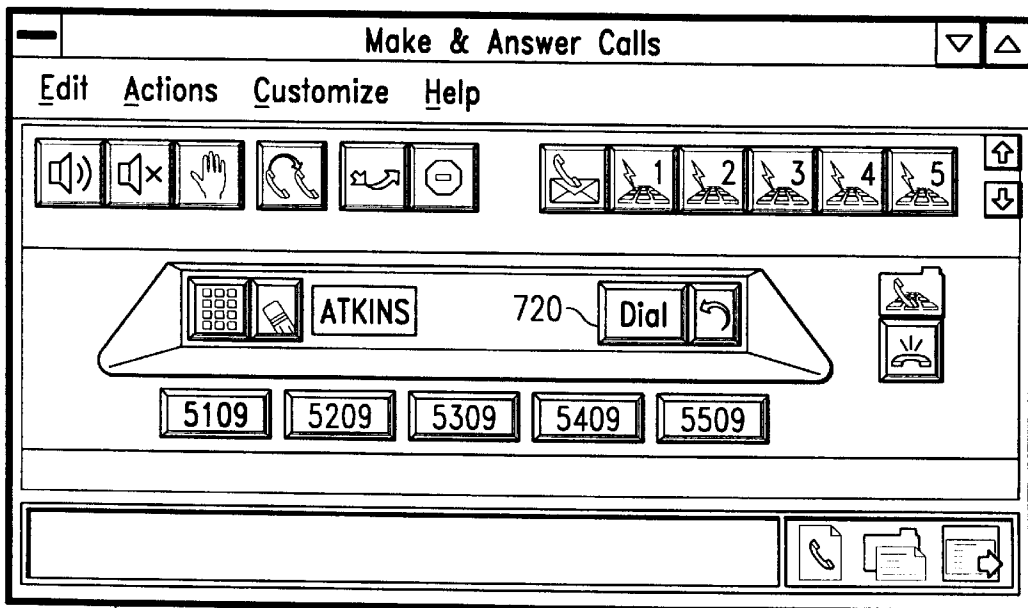 Make & Answer Calls
Edit Actions Customize Help
1 2 3 4 5
ATKINS 720 Dial
5109 5209 5309 5409 5509